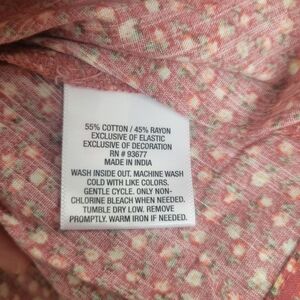 55% COTTON / 45% RAYON
EXCLUSIVE OF ELASTIC
EXCLUSIVE OF DECORATION
RN # 93677
MADE IN INDIA
WASH INSIDE OUT. MACHINE WASH
COLD WITH LIKE COLORS.
GENTLE CYCLE. ONLY NON-
CHLORINE BLEACH WHEN NEEDED.
TUMBLE DRY LOW. REMOVE
PROMPTLY. WARM IRON IF NEEDED.